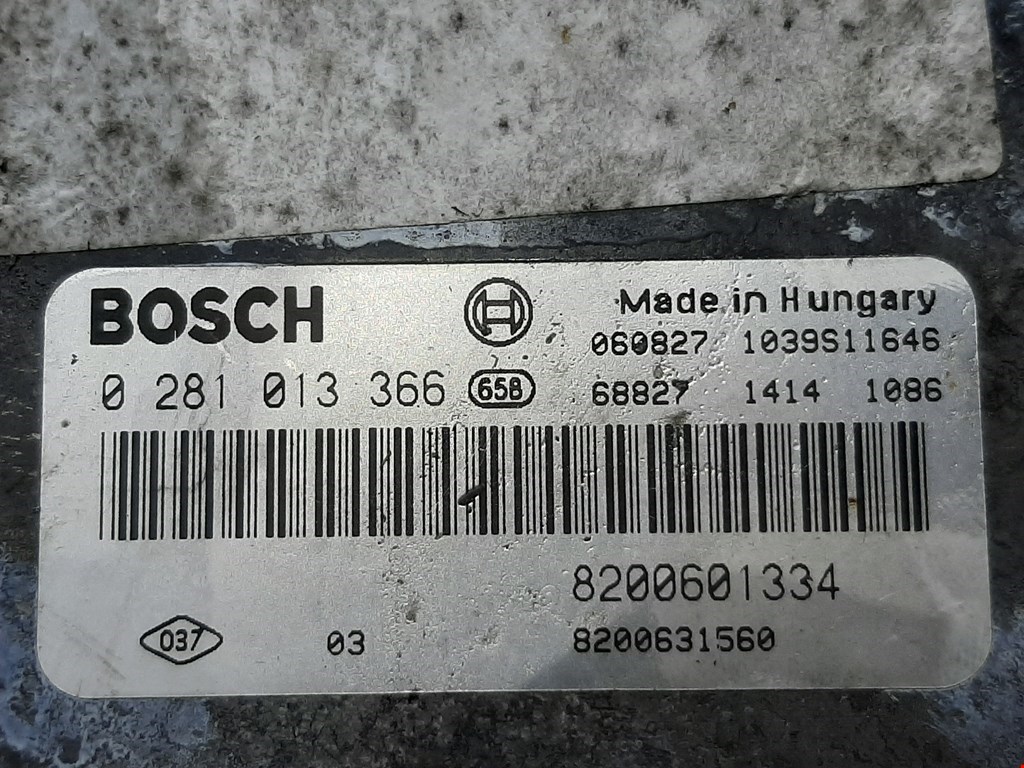 BOSCH
Made in Hungary
060827 1039S11646
0 281 013 366 658
68827 1414 1086
8200601334
037 03 8200631560